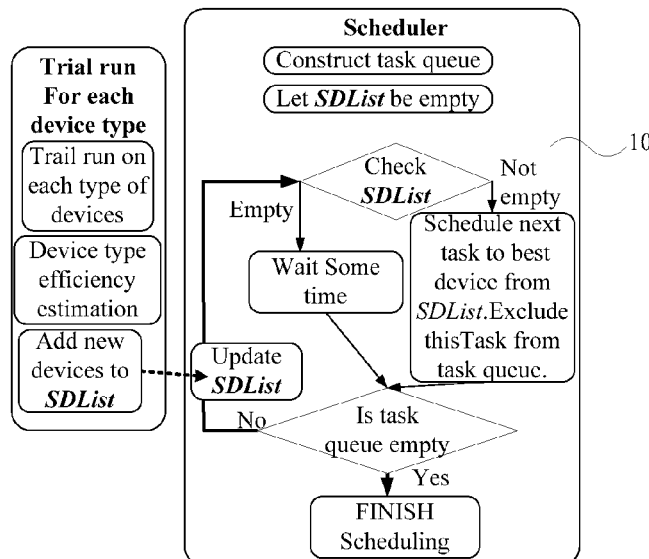 Trial run
For each
device type
Trail run on
each type of
devices
Device type
efficiency
estimation
Add new
devices to
SDList
Scheduler
Construct task queue
Let SDList be empty
10
Check
SDList
Not
empty
Empty
Schedule next
task to best
device from
SDList.Exclude
thisTask from
task queue.
Wait Some
time
Update
SDList
No
Is task
queue empty
Yes
FINISH
Scheduling